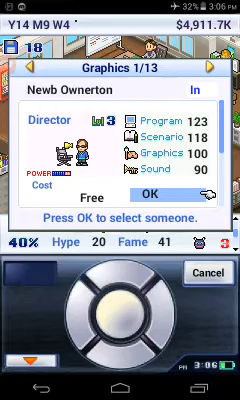 32% 3:06 PM
Y14 M9 W4 $4,911.7K
18
Graphics 1/13
Newb Ownerton In
Director Lvl 3
Program 123
Scenario 118
Graphics 100
Sound 90
POWER
Cost
Free
OK
Press OK to select someone.
40% Hype 20 Fame 41 3
Cancel
PM 3:06